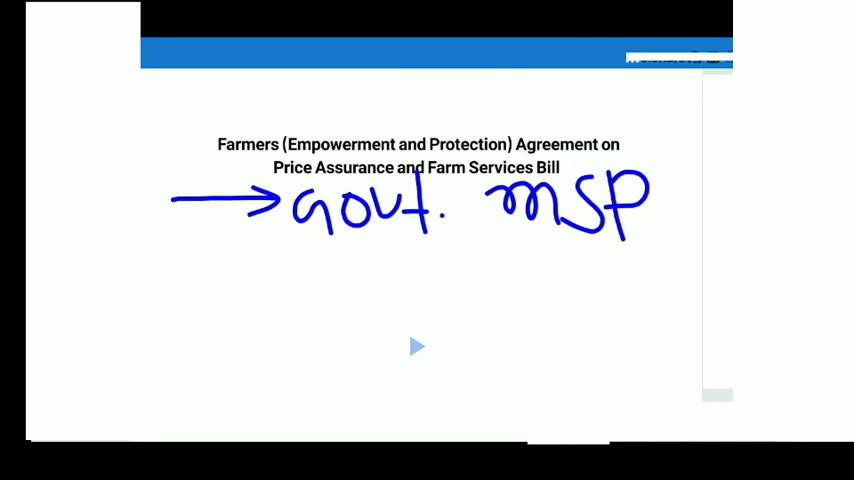 Farmers (Empowerment and Protection) Agreement on
Price Assurance and Farm Services Bill
→ Govt. MSP